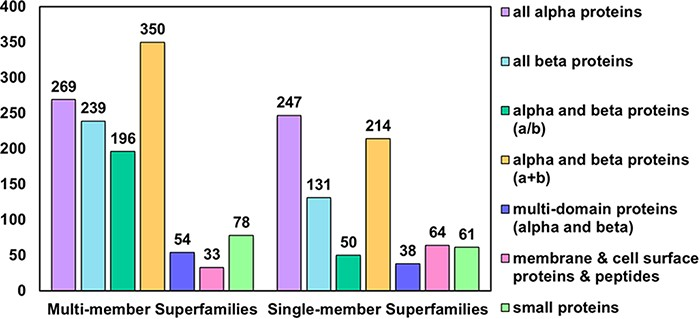 400
350
300
250
200
150
100
50
0
269
239
196
350
54
33
78
247
131
50
214
38
64
61
Multi-member Superfamilies
Single-member Superfamilies
all alpha proteins
all beta proteins
alpha and beta proteins
(a/b)
alpha and beta proteins
(a+b)
multi-domain proteins
(alpha and beta)
membrane & cell surface
proteins & peptides
small proteins